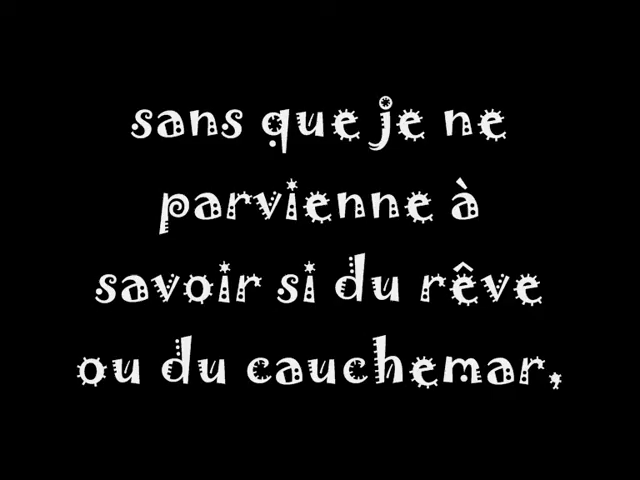 sans que je ne
parvienne à
savoir si du rêve
ou du cauchemar,